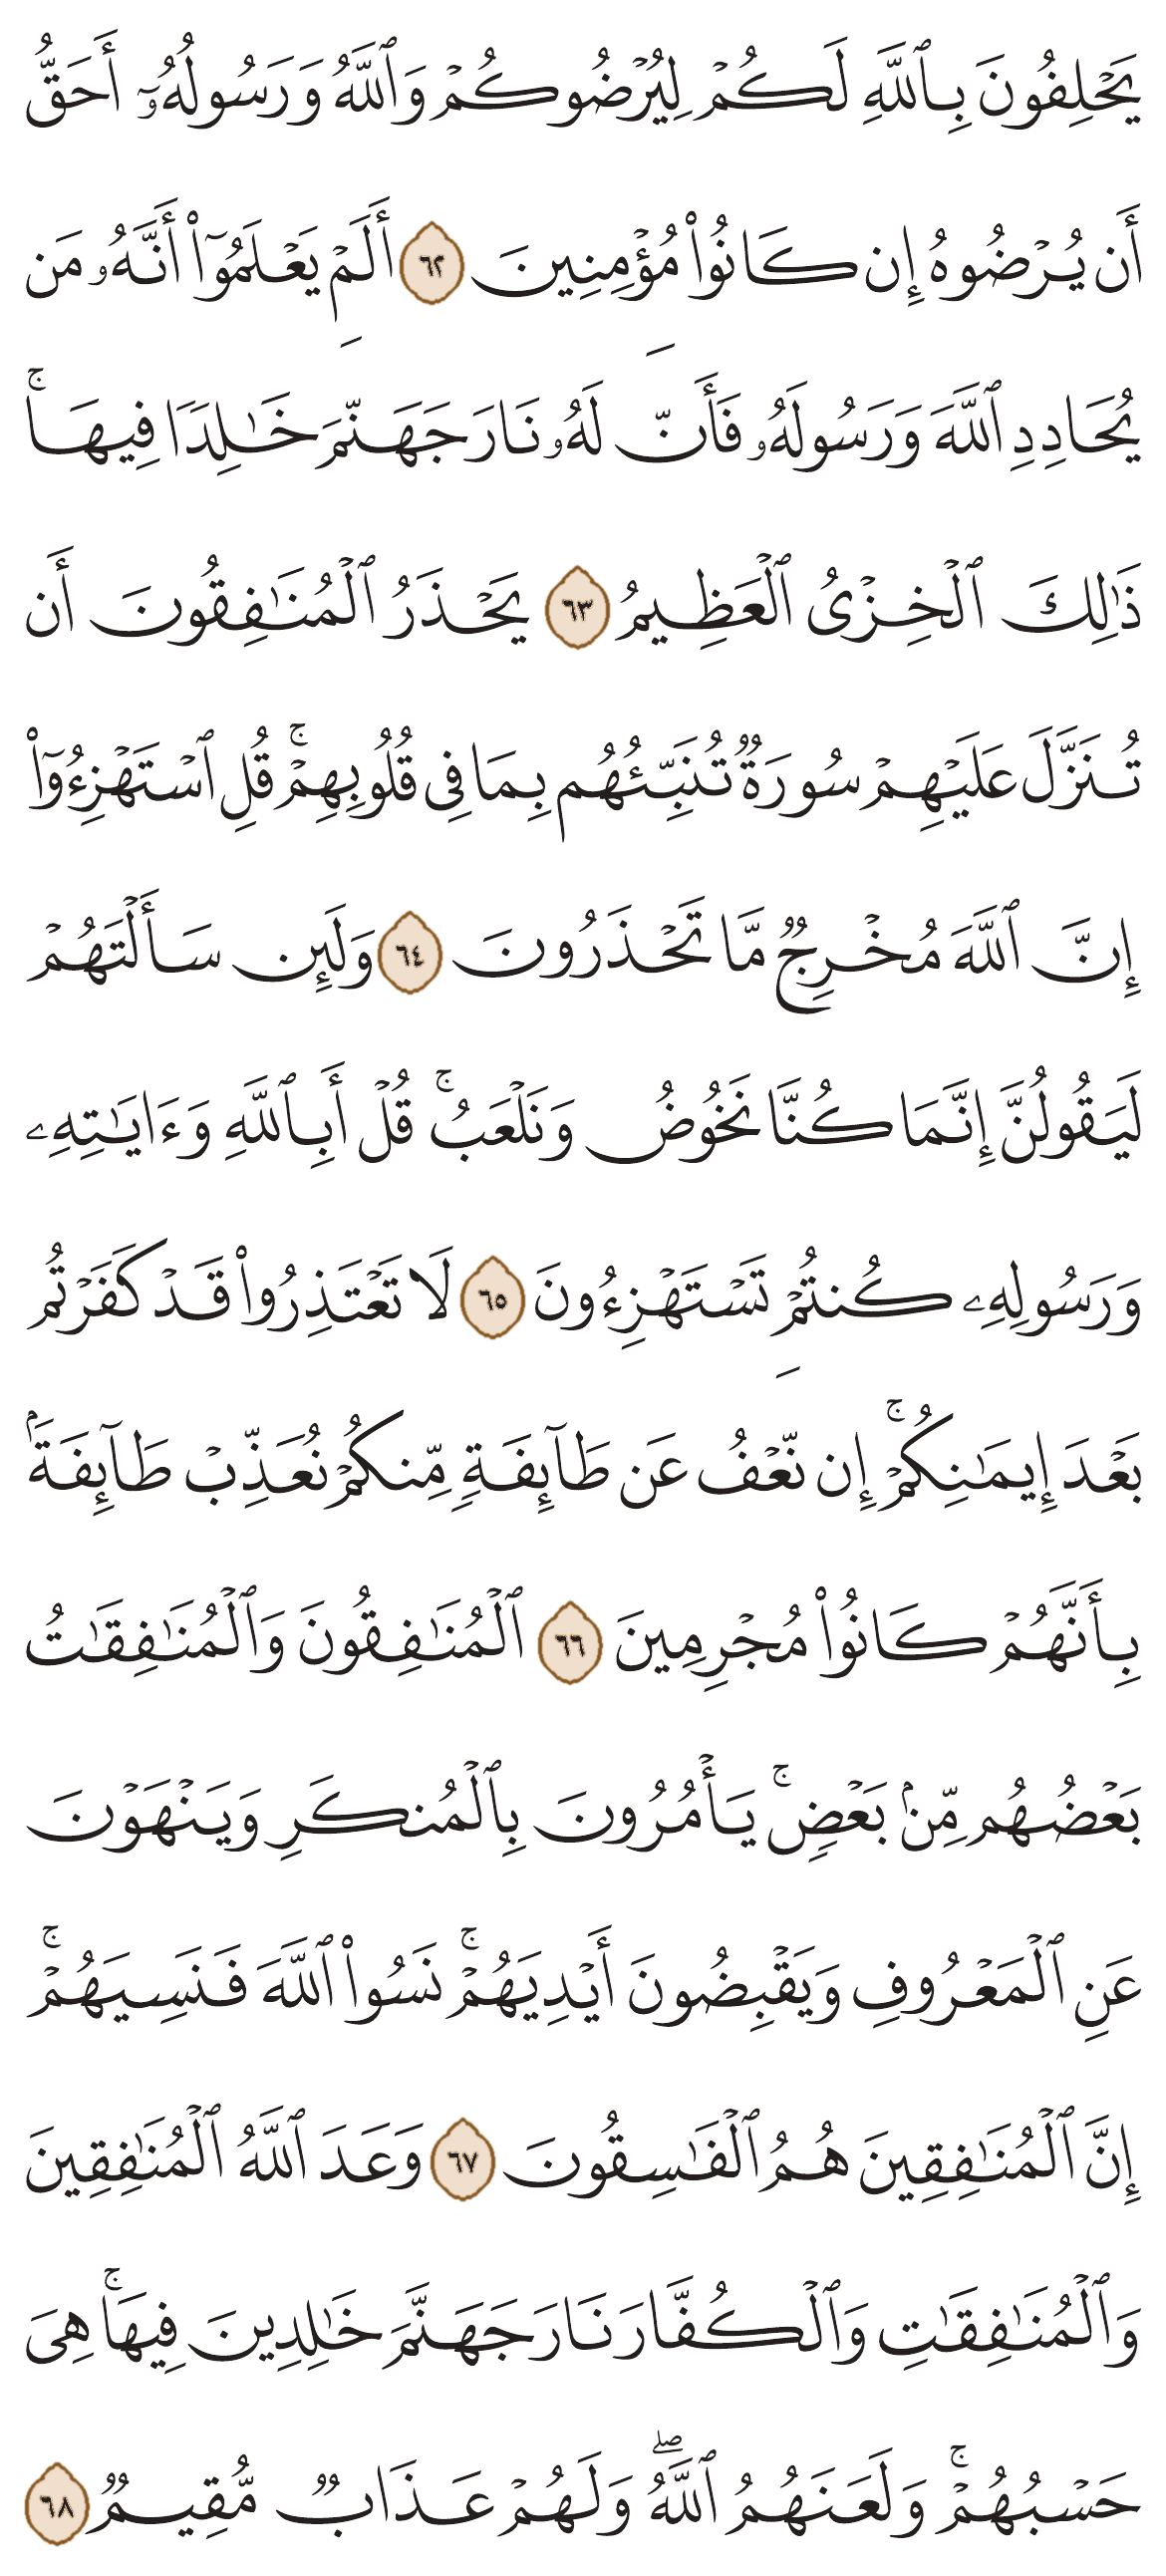 يَحۡلِفُونَ بِٱللَّهِ لَكُمۡ لِيُرۡضُوكُمۡ وَٱللَّهُ وَرَسُولُهُۥٓ أَحَقُّ
أَن يُرۡضُوهُ إِن كَانُواْ مُؤۡمِنِينَ ٦٢ أَلَمۡ يَعۡلَمُوٓاْ أَنَّهُۥ مَن
يُحَادِدِ ٱللَّهَ وَرَسُولَهُۥ فَأَنَّ لَهُۥ نَارَ جَهَنَّمَ خَٰلِدٗا فِيهَاۚ
ذَٰلِكَ ٱلۡخِزۡيُ ٱلۡعَظِيمُ ٦٣ يَحۡذَرُ ٱلۡمُنَٰفِقُونَ أَن
تُنَزَّلَ عَلَيۡهِمۡ سُورَةٞ تُنَبِّئُهُم بِمَا فِي قُلُوبِهِمۡۚ قُلِ ٱسۡتَهۡزِءُوٓاْ
إِنَّ ٱللَّهَ مُخۡرِجٞ مَّا تَحۡذَرُونَ ٦٤ وَلَئِن سَأَلۡتَهُمۡ
لَيَقُولُنَّ إِنَّمَا كُنَّا نَخُوضُ وَنَلۡعَبُۚ قُلۡ أَبِٱللَّهِ وَءَايَٰتِهِۦ
وَرَسُولِهِۦ كُنتُمۡ تَسۡتَهۡزِءُونَ ٦٥ لَا تَعۡتَذِرُواْ قَدۡ كَفَرۡتُم
بَعۡدَ إِيمَٰنِكُمۡۚ إِن نَّعۡفُ عَن طَآئِفَةٖ مِّنكُمۡ نُعَذِّبۡ طَآئِفَةَۢ
بِأَنَّهُمۡ كَانُواْ مُجۡرِمِينَ ٦٦ ٱلۡمُنَٰفِقُونَ وَٱلۡمُنَٰفِقَٰتُ
بَعۡضُهُم مِّنۢ بَعۡضٖۚ يَأۡمُرُونَ بِٱلۡمُنكَرِ وَيَنۡهَوۡنَ
عَنِ ٱلۡمَعۡرُوفِ وَيَقۡبِضُونَ أَيۡدِيَهُمۡۚ نَسُواْ ٱللَّهَ فَنَسِيَهُمۡۚ
إِنَّ ٱلۡمُنَٰفِقِينَ هُمُ ٱلۡفَٰسِقُونَ ٦٧ وَعَدَ ٱللَّهُ ٱلۡمُنَٰفِقِينَ
وَٱلۡمُنَٰفِقَٰتِ وَٱلۡكُفَّارَ نَارَ جَهَنَّمَ خَٰلِدِينَ فِيهَاۚ هِيَ
حَسۡبُهُمۡۚ وَلَعَنَهُمُ ٱللَّهُۖ وَلَهُمۡ عَذَابٞ مُّقِيمٞ ٦٨